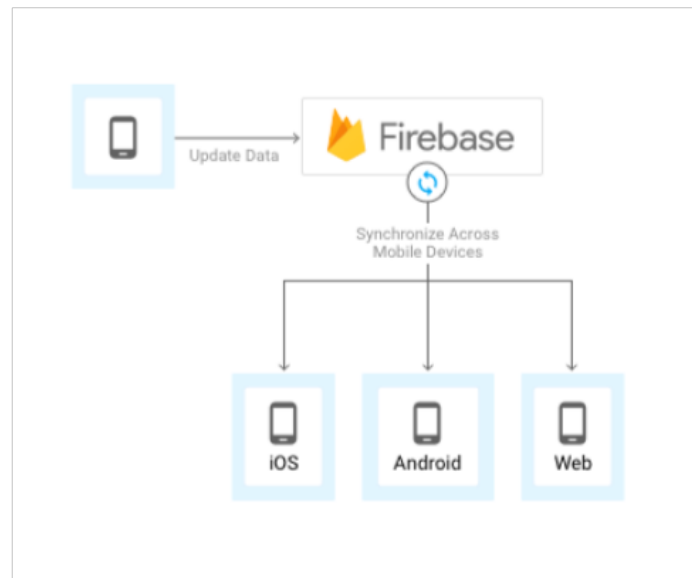 Firebase
Update Data
Synchronize Across
Mobile Devices
iOS
Android
Web